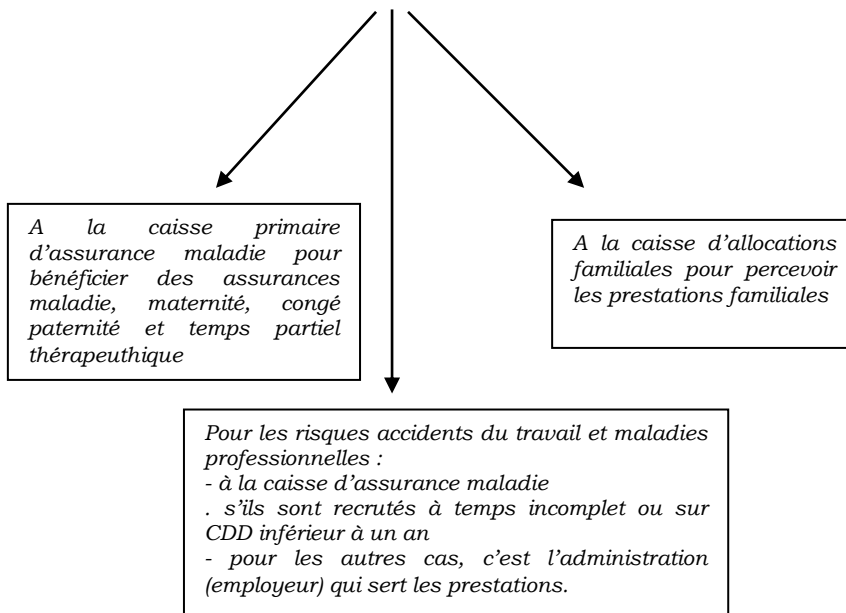 A la caisse primaire
d'assurance maladie pour
bénéficier des assurances
maladie, maternité, congé
paternité et temps partiel
thérapeuthique
A la caisse d'allocations
familiales pour percevoir
les prestations familiales
Pour les risques accidents du travail et maladies
professionnelles :
- à la caisse d'assurance maladie
. s'ils sont recrutés à temps incomplet ou sur
CDD inférieur à un an
- pour les autres cas, c'est l'administration
(employeur) qui sert les prestations.